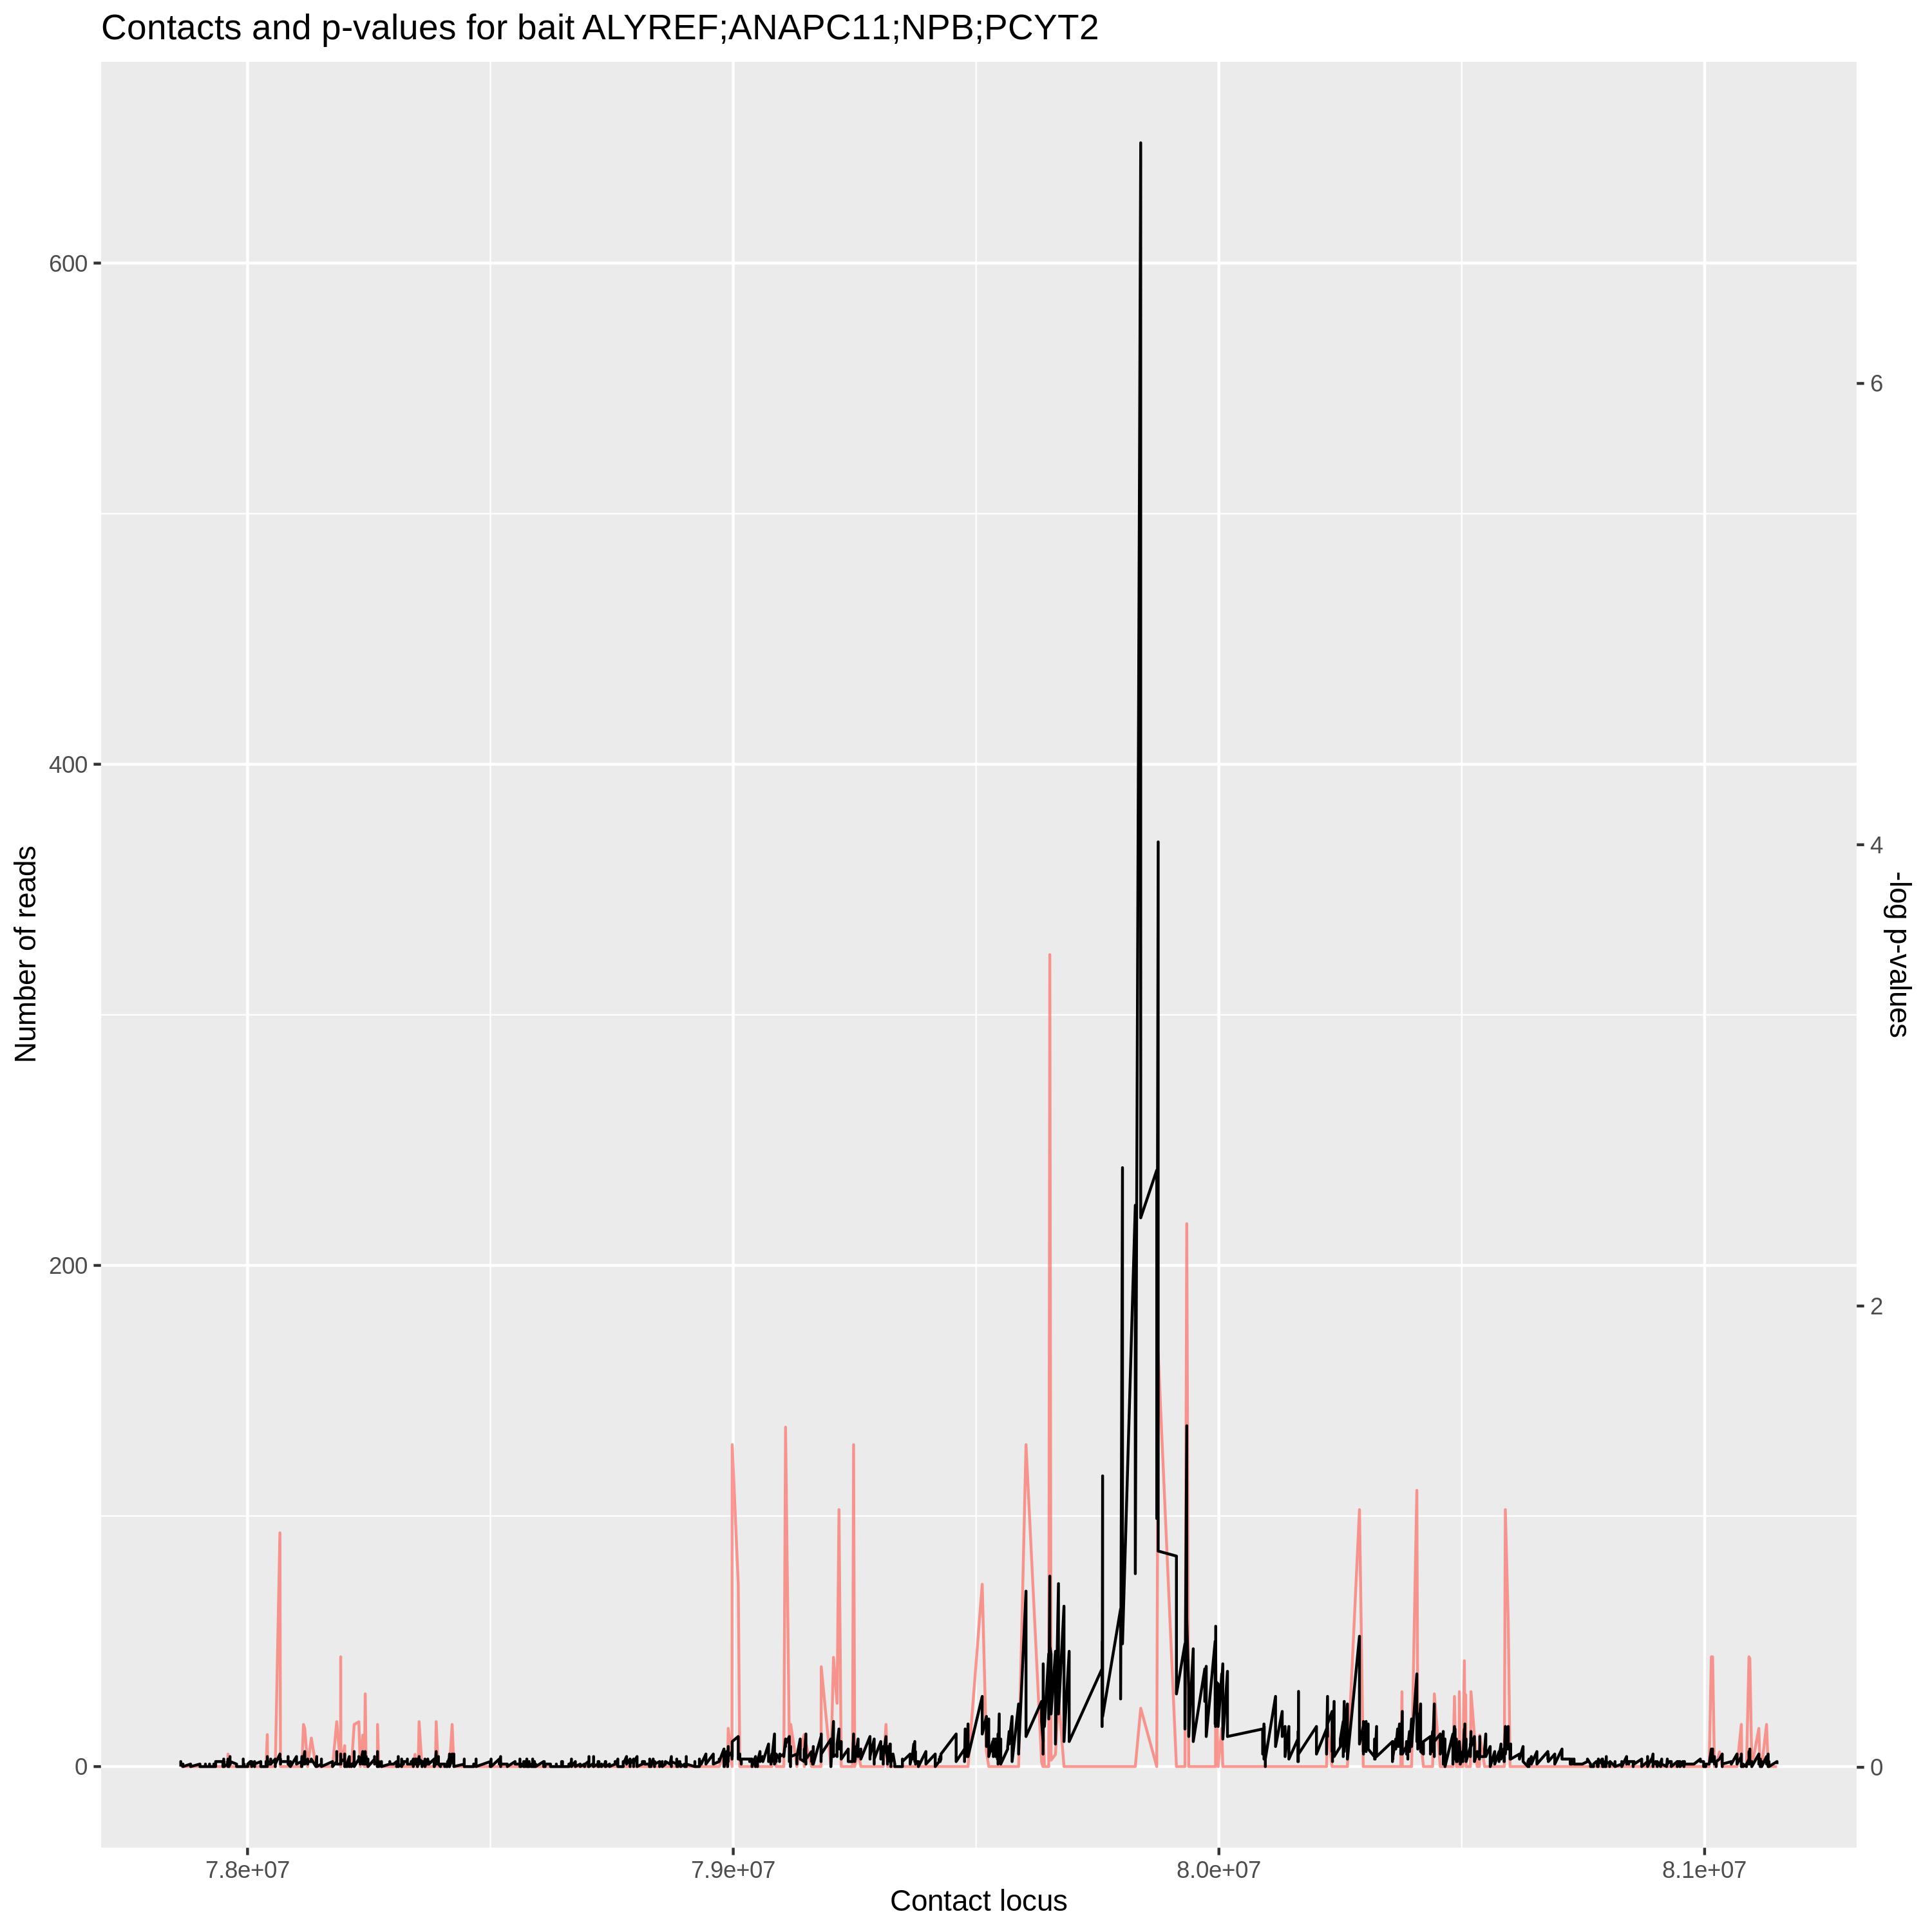 Contacts and p-values for bait ALYREF;ANAPC11;NPB;PCYT2
600
400
200
0
Number of reads
6
4
2
0
-log p-values
7.8e+07
7.9e+07
8.0e+07
8.1e+07
Contact locus